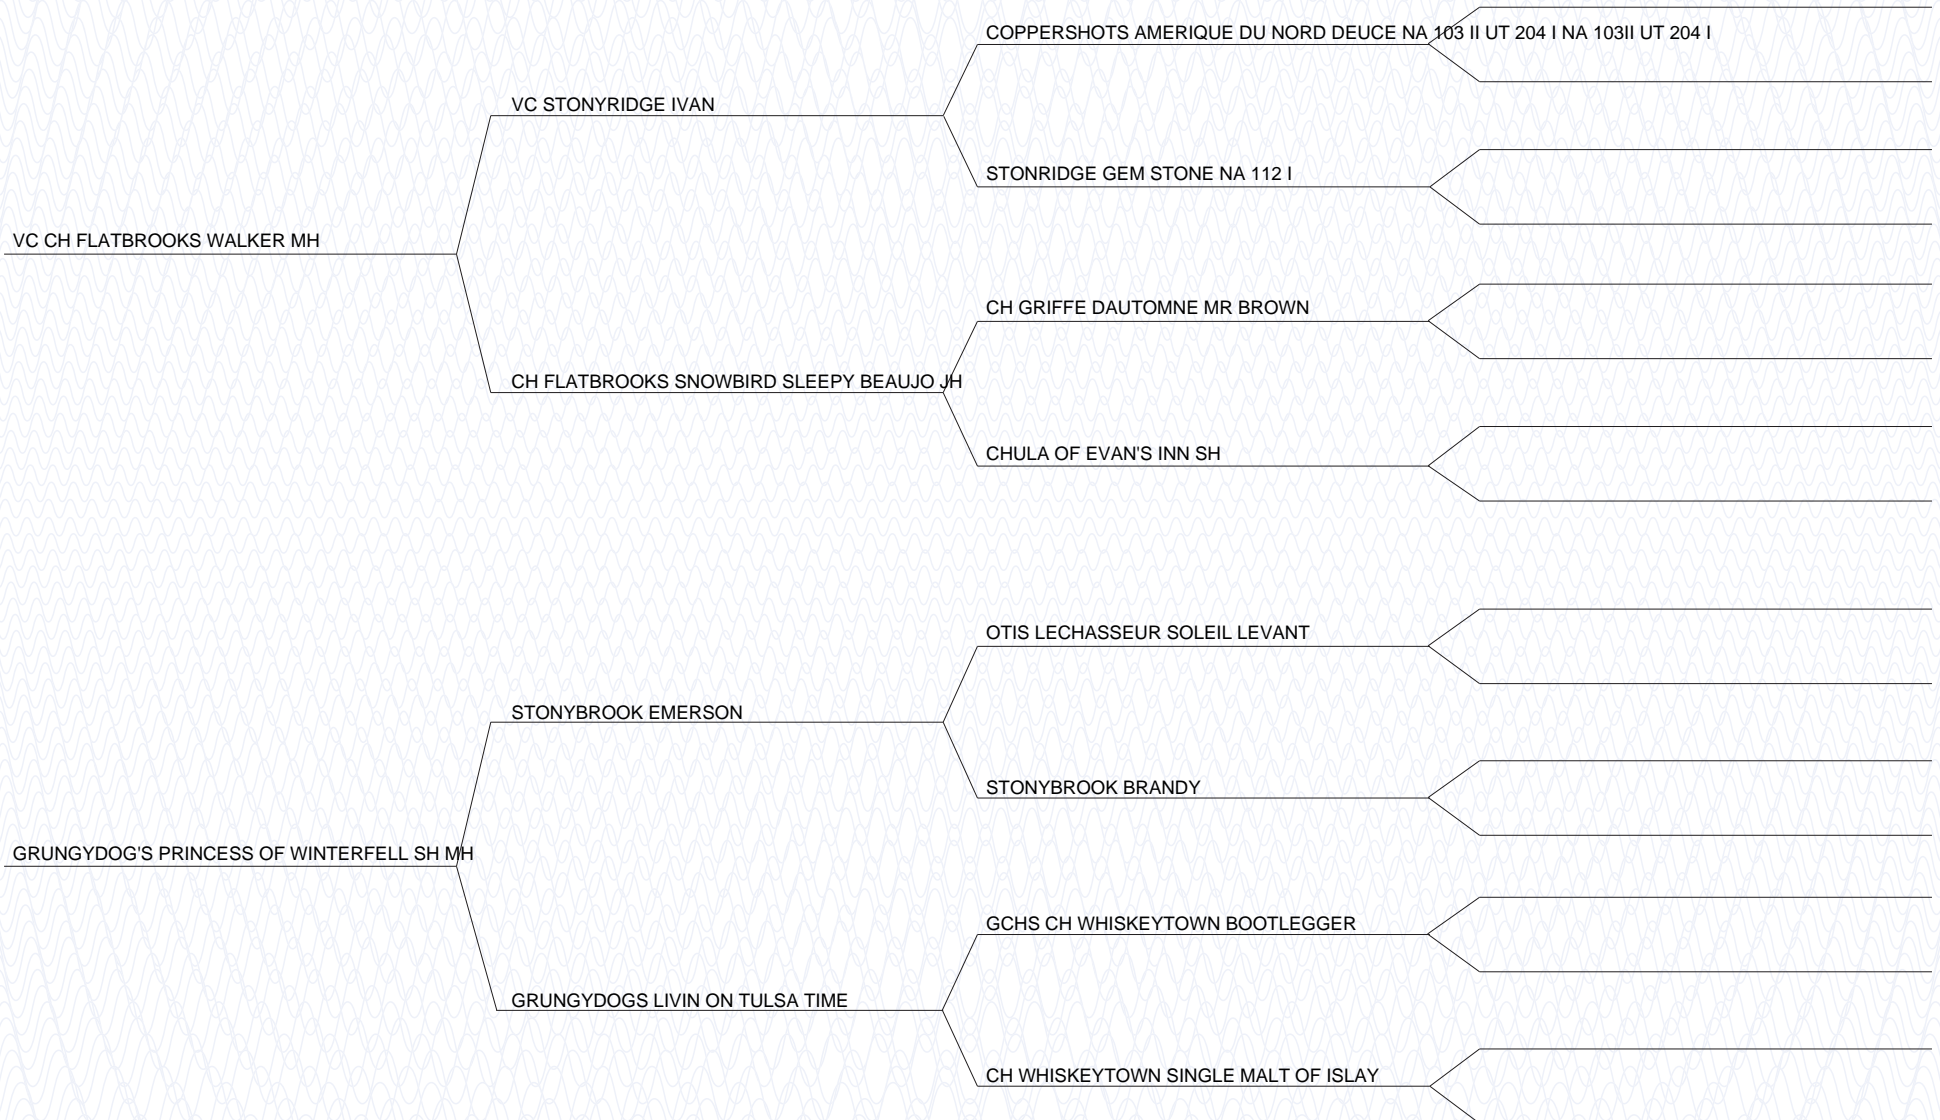 COPPERSHOTS AMERIQUE DU NORD DEUCE NA 103 II UT 204 I NA 103II UT 204 I
VC STONYRIDGE IVAN
STONRIDGE GEM STONE NA 112 I
VC CH FLATBROOKS WALKER MH
CH GRIFFE DAUTOMNE MR BROWN
CH FLATBROOKS SNOWBIRD SLEEPY BEAUJO JH
CHULA OF EVAN'S INN SH
OTIS LECHASSEUR SOLEIL LEVANT
STONYBROOK EMERSON
STONYBROOK BRANDY
GRUNGYDOG'S PRINCESS OF WINTERFELL SH MH
GCHS CH WHISKEYTOWN BOOTLEGGER
GRUNGYDOGS LIVIN ON TULSA TIME
CH WHISKEYTOWN SINGLE MALT OF ISLAY